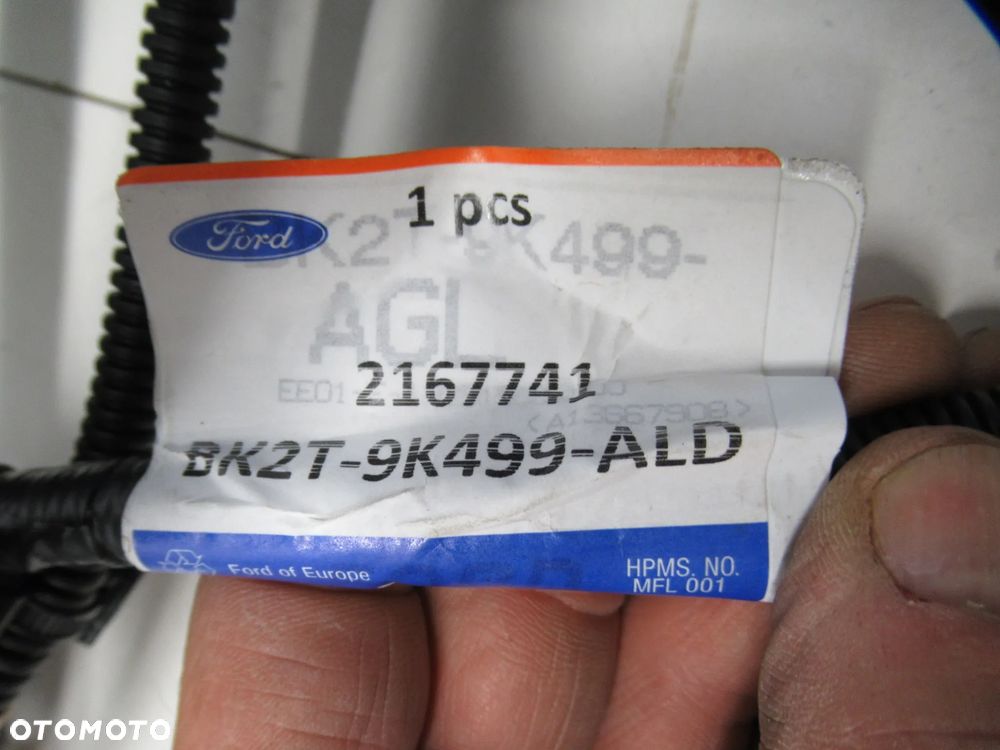 1 pcs
Ford
BK2T-9K499-
AGL
2167741
EE01
<A13667908>
BK2T-9K499-ALD
Ford of Europe
HPMS. NO.
MFL 001
OTOMOTO